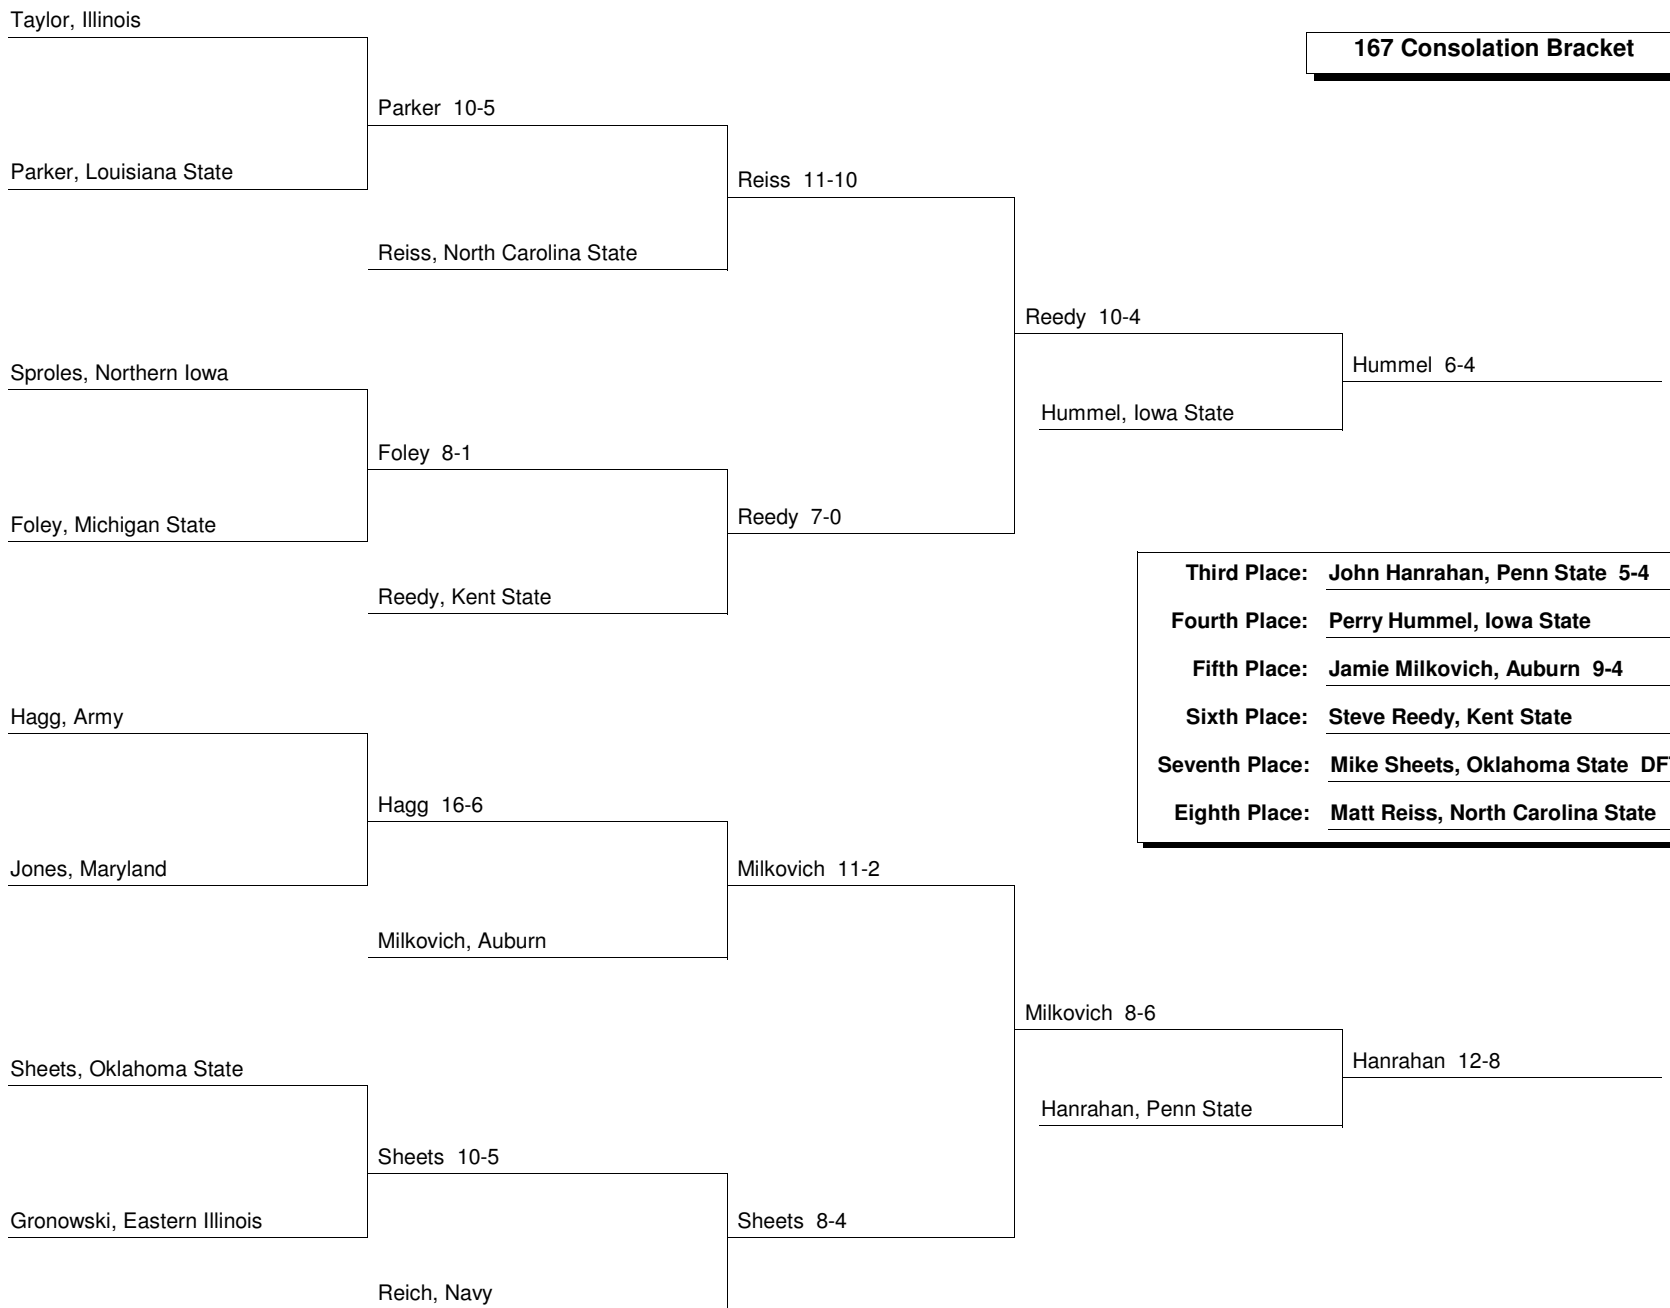 Taylor, Illinois
167 Consolation Bracket
Parker 10-5
Parker, Louisiana State
Reiss 11-10
Reiss, North Carolina State
Reedy 10-4
Sproles, Northern Iowa
Hummel 6-4
Hummel, Iowa State
Foley 8-1
Foley, Michigan State
Reedy 7-0
Reedy, Kent State
Third Place: John Hanrahan, Penn State 5-4
Fourth Place: Perry Hummel, Iowa State
Fifth Place: Jamie Milkovich, Auburn 9-4
Sixth Place: Steve Reedy, Kent State
Seventh Place: Mike Sheets, Oklahoma State
Eighth Place: Matt Reiss, North Carolina State
Hagg, Army
Hagg 16-6
Jones, Maryland
Milkovich 11-2
Milkovich, Auburn
Milkovich 8-6
Sheets, Oklahoma State
Hanrahan 12-8
Hanrahan, Penn State
Sheets 10-5
Gronowski, Eastern Illinois
Sheets 8-4
Reich, Navy